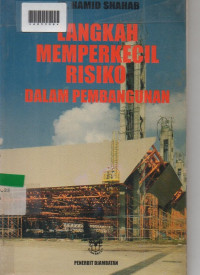 HAMID SHAHAB
LANGKAH
MEMPERKECIL
RISIKO
DALAM PEMBANGUNAN
PENERBIT DJAMBATAN